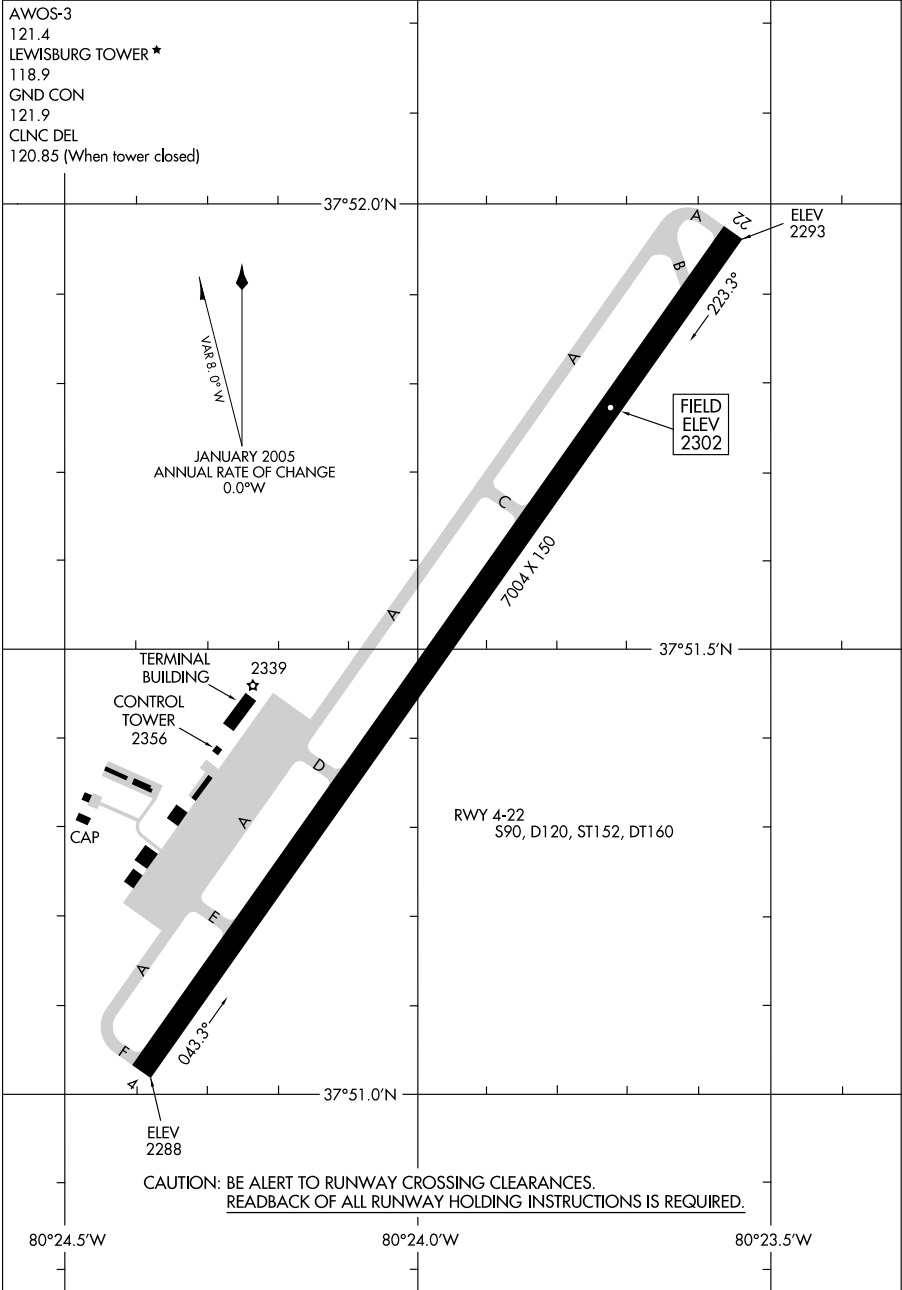 AWOS-3
121.4
LEWISBURG TOWER ★
118.9
GND CON
121.9
CLNC DEL
120.85 (When tower closed)
37°52.0'N
A
22
ELEV
2293
B
223.3°
VAR 8.0° W
A
FIELD
ELEV
2302
JANUARY 2005
ANNUAL RATE OF CHANGE
0.0°W
C
7004 X 150
A
37°51.5'N
TERMINAL
BUILDING
2339
CONTROL
TOWER
2356
D
RWY 4-22
S90, D120, ST152, DT160
A
CAP
E
A
043.3°
F
4
37°51.0'N
ELEV
2288
CAUTION: BE ALERT TO RUNWAY CROSSING CLEARANCES.
READBACK OF ALL RUNWAY HOLDING INSTRUCTIONS IS REQUIRED.
80°24.5'W
80°24.0'W
80°23.5'W